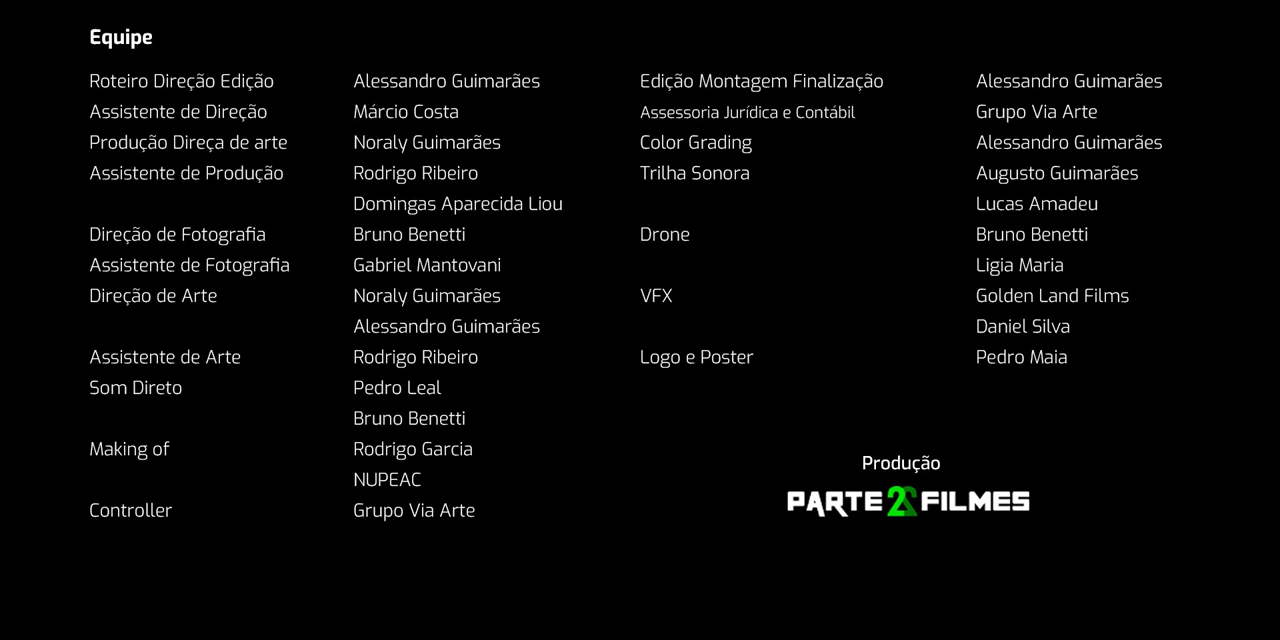 Equipe
Roteiro Direção Edição Alessandro Guimarães
Assistente de Direção Márcio Costa
Produção Direça de arte Noraly Guimarães
Assistente de Produção Rodrigo Ribeiro
Domingas Aparecida Liou
Direção de Fotografia Bruno Benetti
Assistente de Fotografia Gabriel Mantovani
Direção de Arte Noraly Guimarães
Alessandro Guimarães
Assistente de Arte Rodrigo Ribeiro
Som Direto Pedro Leal
Bruno Benetti
Making of Rodrigo Garcia
NUPEAC
Controller Grupo Via Arte
Edição Montagem Finalização Alessandro Guimarães
Assessoria Jurídica e Contábil Grupo Via Arte
Color Grading Alessandro Guimarães
Trilha Sonora Augusto Guimarães
Lucas Amadeu
Drone Bruno Benetti
Ligia Maria
VFX Golden Land Films
Daniel Silva
Logo e Poster Pedro Maia
Produção
PARTE 2 FILMES